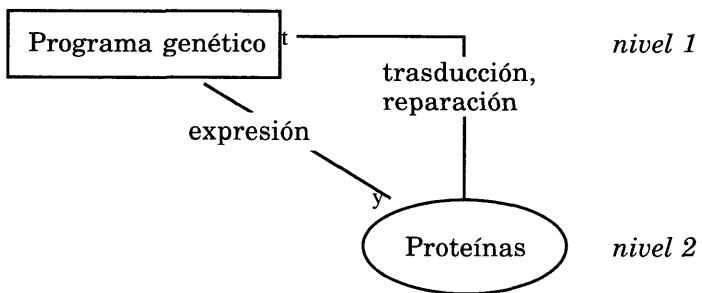 Programa genético t
nivel 1
trasducción,
reparación
expresión
y
Proteínas
nivel 2